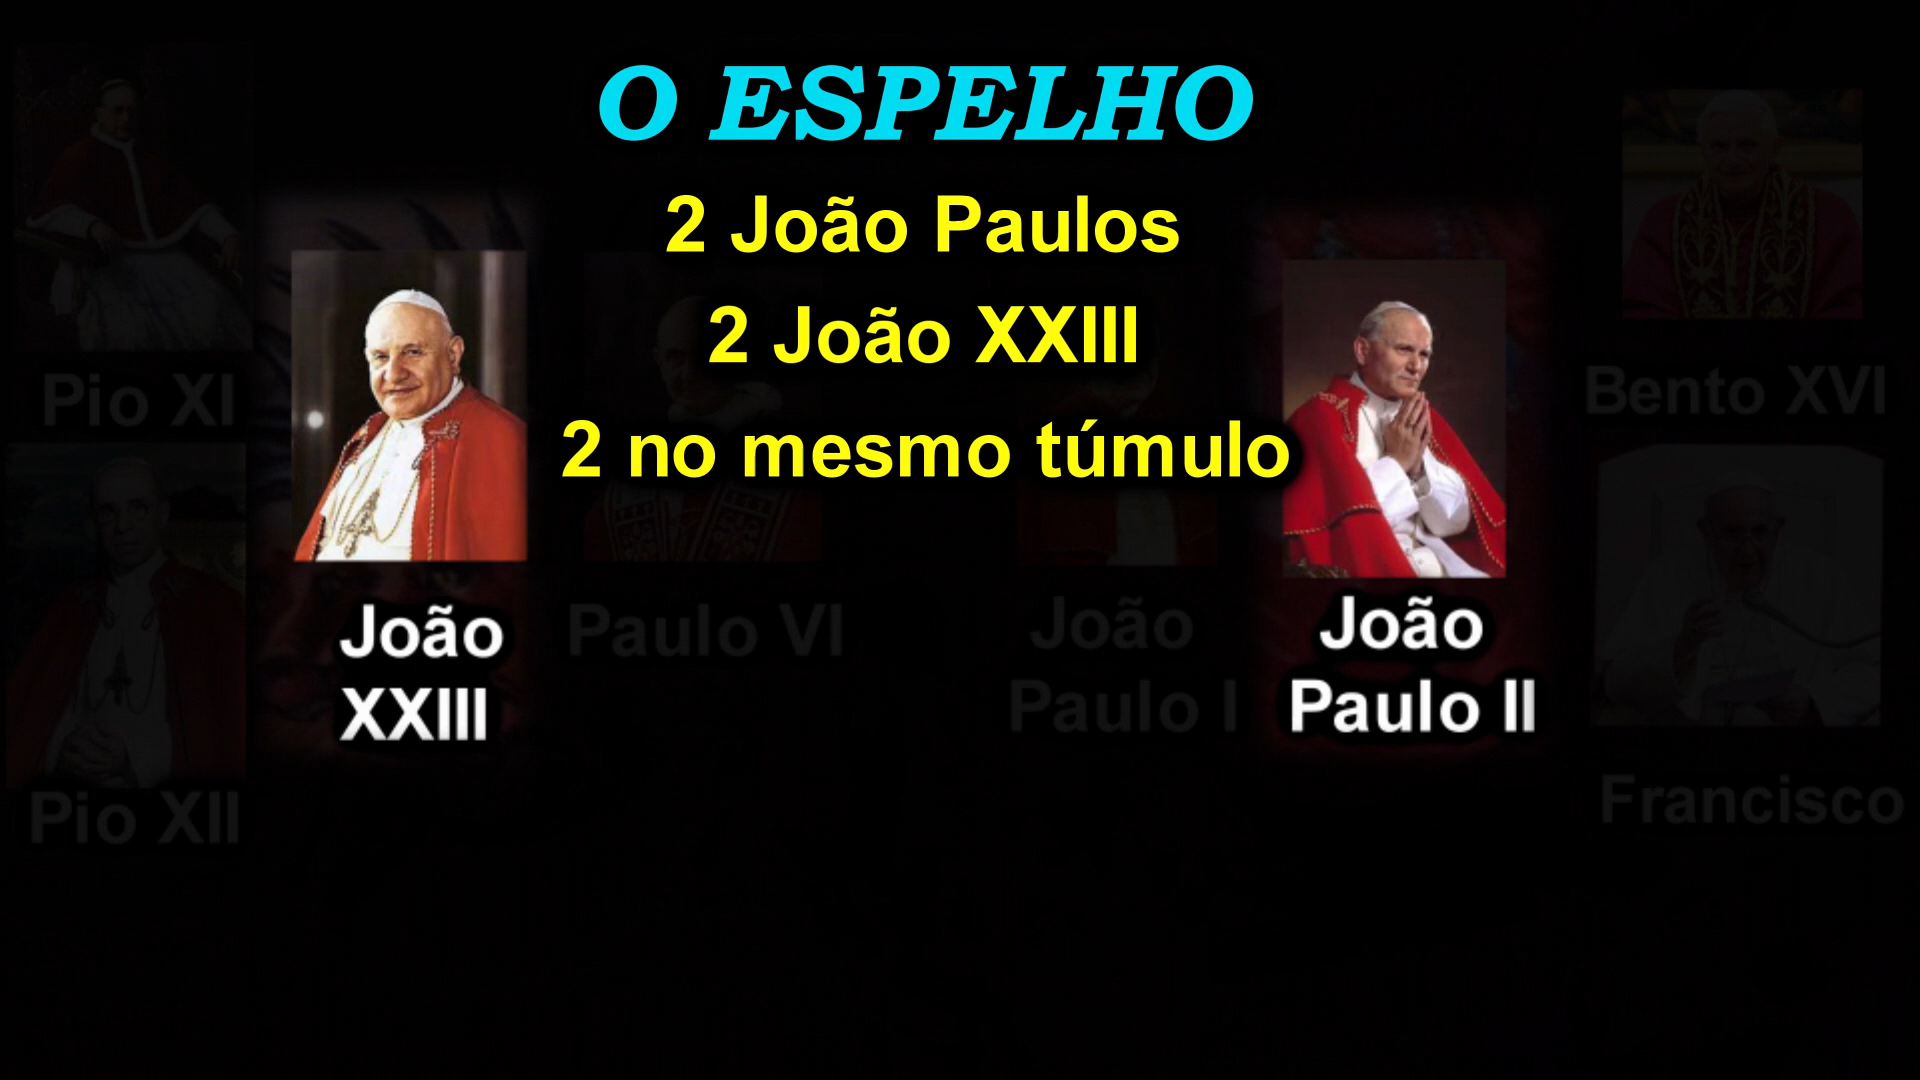 O ESPELHO
2 João Paulos
2 João XXIII
2 no mesmo túmulo
Pio XI
Bento XVI
João
XXIII
Paulo VI
João
Paulo I
João
Paulo II
Pio XII
Francisco